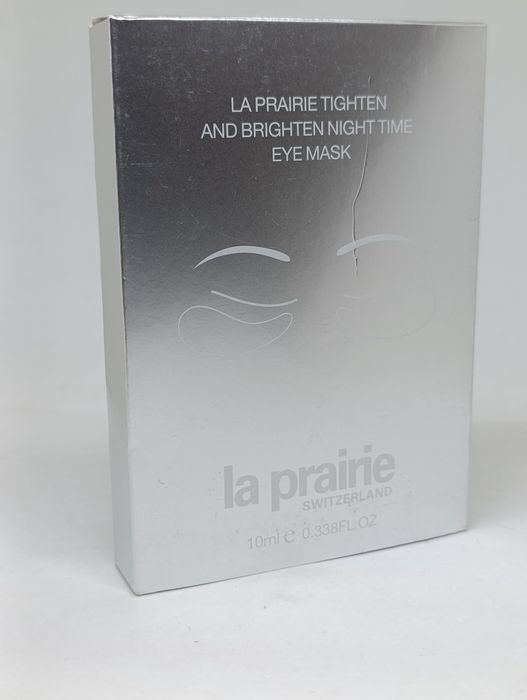 LA PRAIRIE TIGHTEN
AND BRIGHTEN NIGHT TIME
EYE MASK
la prairie
SWITZERLAND
10ml ℮ 0.338FL.OZ